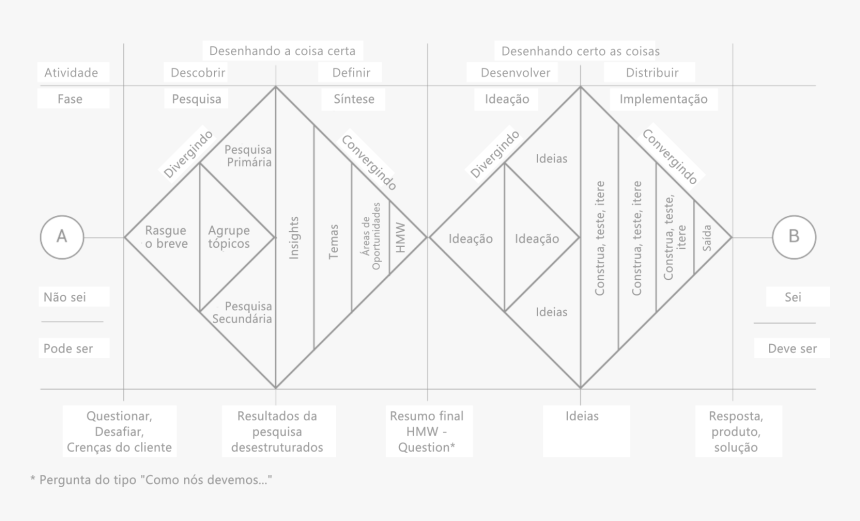 Desenhando a coisa certa
Desenhando certo as coisas
Atividade
Descobrir
Definir
Desenvolver
Distribuir
Fase
Pesquisa
Síntese
Ideação
Implementação
Divergindo
Convergindo
Divergindo
Convergindo
A
Rasgue
o breve
Agrupe
tópicos
Pesquisa
Primária
Pesquisa
Secundária
Insights
Temas
Áreas de
Oportunidades
HMW
Ideação
Ideação
Ideias
Ideias
Construa, teste, itere
Construa, teste, itere
Construa, teste,
itere
Saida
B
Não sei
Pode ser
Sei
Deve ser
Questionar,
Desafiar,
Crenças do cliente
Resultados da
pesquisa
desestruturados
Resumo final
HMW -
Question*
Ideias
Resposta,
produto,
solução
* Pergunta do tipo "Como nós devemos..."